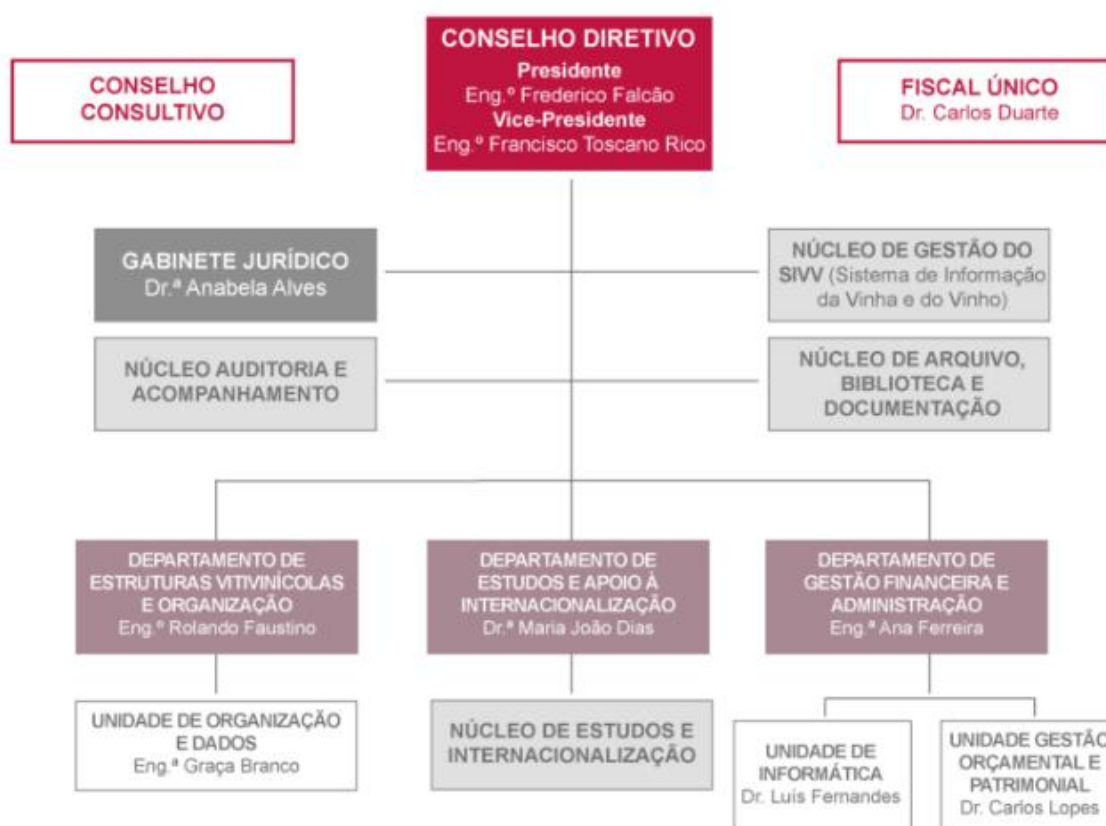 CONSELHO DIRETIVO
Presidente
Eng.º Frederico Falcão
Vice-Presidente
Eng.º Francisco Toscano Rico
CONSELHO
CONSULTIVO
FISCAL ÚNICO
Dr. Carlos Duarte
GABINETE JURÍDICO
Dr.ª Anabela Alves
NÚCLEO DE GESTÃO DO
SIVV (Sistema de Informação
da Vinha e do Vinho)
NÚCLEO AUDITORIA E
ACOMPANHAMENTO
NÚCLEO DE ARQUIVO,
BIBLIOTECA E
DOCUMENTAÇÃO
DEPARTAMENTO DE
ESTRUTURAS VITIVINÍCOLAS
E ORGANIZAÇÃO
Eng.º Rolando Faustino
DEPARTAMENTO DE
ESTUDOS E APOIO À
INTERNACIONALIZAÇÃO
Dr.ª Maria João Dias
DEPARTAMENTO DE
GESTÃO FINANCEIRA E
ADMINISTRAÇÃO
Eng.ª Ana Ferreira
UNIDADE DE ORGANIZAÇÃO
E DADOS
Eng.ª Graça Branco
NÚCLEO DE ESTUDOS E
INTERNACIONALIZAÇÃO
UNIDADE DE
INFORMÁTICA
Dr. Luís Fernandes
UNIDADE GESTÃO
ORÇAMENTAL E
PATRIMONIAL
Dr. Carlos Lopes